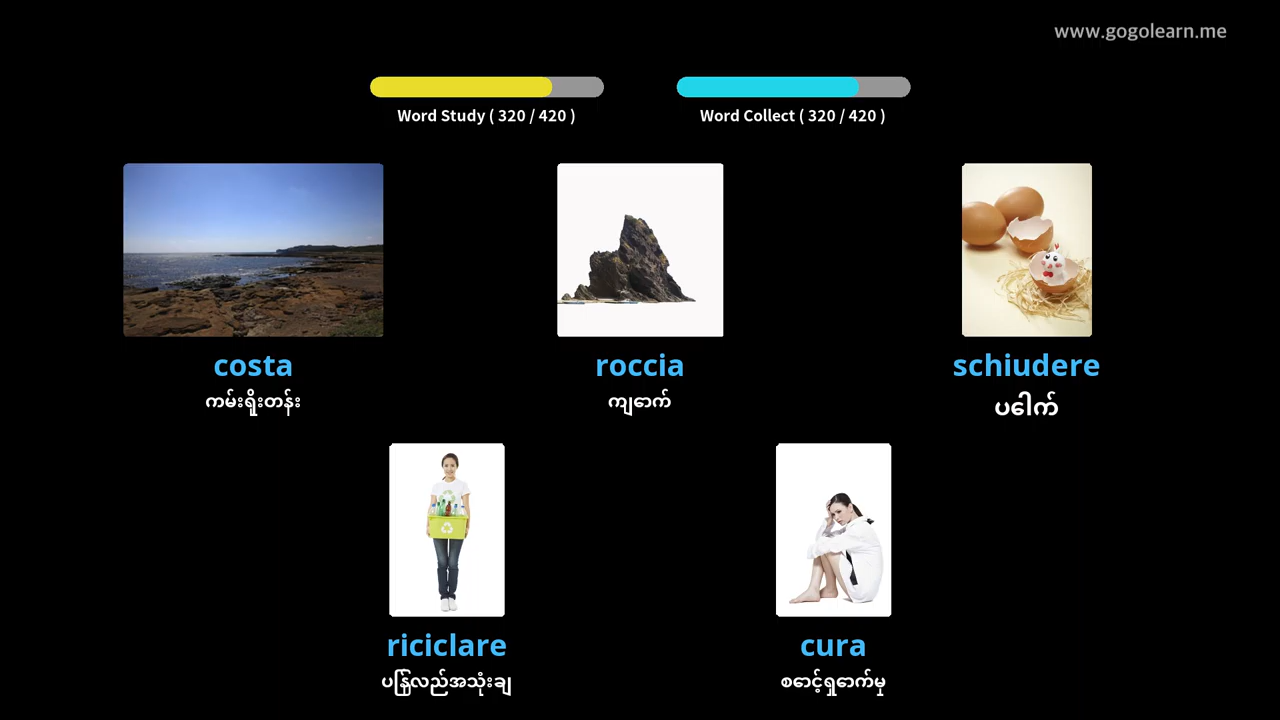 www.gogolearn.me
Word Study ( 320 / 420 )
Word Collect ( 320 / 420 )
costa
roccia
schiudere
ကမ်းရိုးတန်း
ကျောက်
ပေါက်
riciclare
cura
ပြန်လည်အသုံးချ
စောင့်ရှောက်မှု